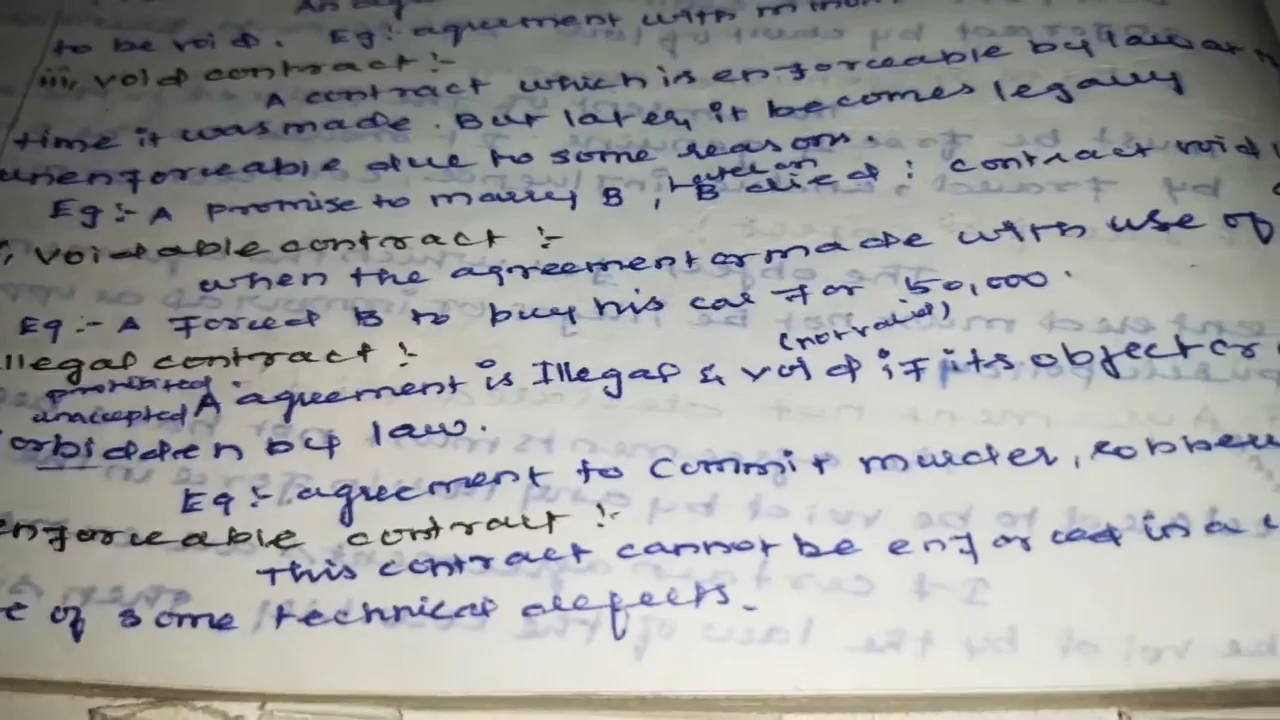 to be void. Eg:- agreement with
iii, void contract :-
A contract which is enforceable by law at
time it was made. But later, it becomes legally
unenforceable due to some reason.
Eg:- A promise to marry B, later on B died : contract void
voidable contract :-
when the agreement or made with use of
Eg:- A Forced B to buy his car For 50,000.
llegal contract :-
(not valid)
A agreement is Illegal & void if its object or
prohibited
unaccepted
orbidden by law.
Eg:- agreement to commit murder,
enforceable contract :-
This contract cannot be enforced in a
e of some technical defects.